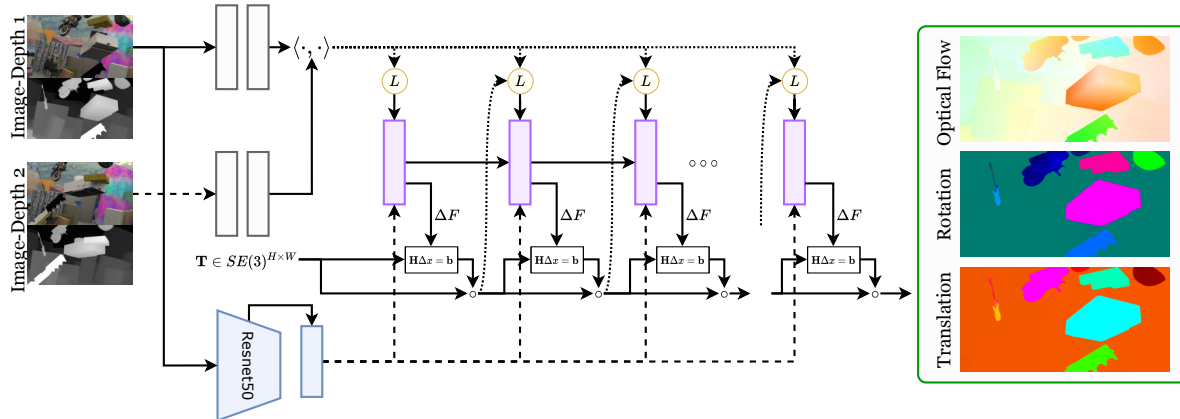 Image-Depth 1
Image-Depth 2
⟨·,·⟩
L
L
L
L
∘∘∘
ΔF
ΔF
ΔF
ΔF
T ∈ SE(3)^{H×W}
HΔx = b
HΔx = b
HΔx = b
HΔx = b
Resnet50
Optical Flow
Rotation
Translation